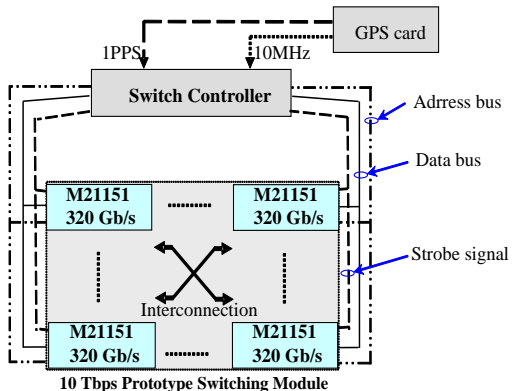 GPS card
1PPS
10MHz
Switch Controller
Adrress bus
Data bus
M21151
320 Gb/s
M21151
320 Gb/s
Strobe signal
Interconnection
M21151
320 Gb/s
M21151
320 Gb/s
10 Tbps Prototype Switching Module